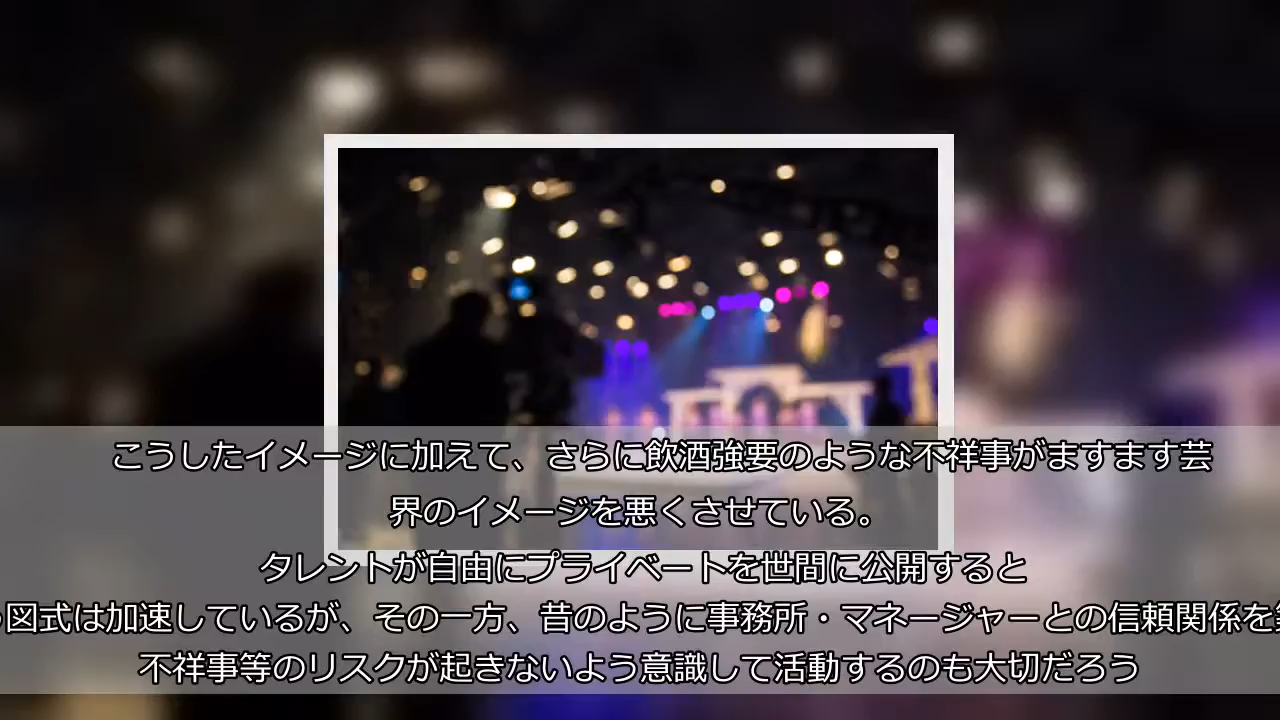 こうしたイメージに加えて、さらに飲酒強要のような不祥事がますます芸
界のイメージを悪くさせている。
タレントが自由にプライベートを世間に公開すると
図式は加速しているが、その一方、昔のように事務所・マネージャーとの信頼関係を
不祥事等のリスクが起きないよう意識して活動するのも大切だろう